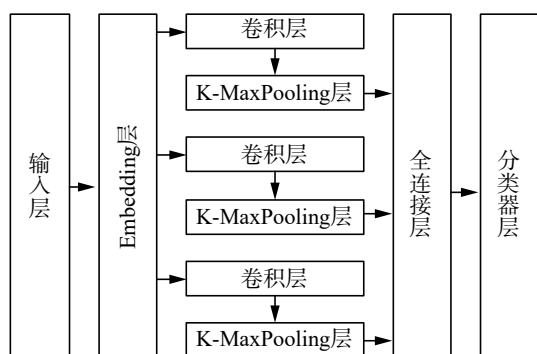 输入层
Embedding层
卷积层
K-MaxPooling层
卷积层
K-MaxPooling层
卷积层
K-MaxPooling层
全连接层
分类器层